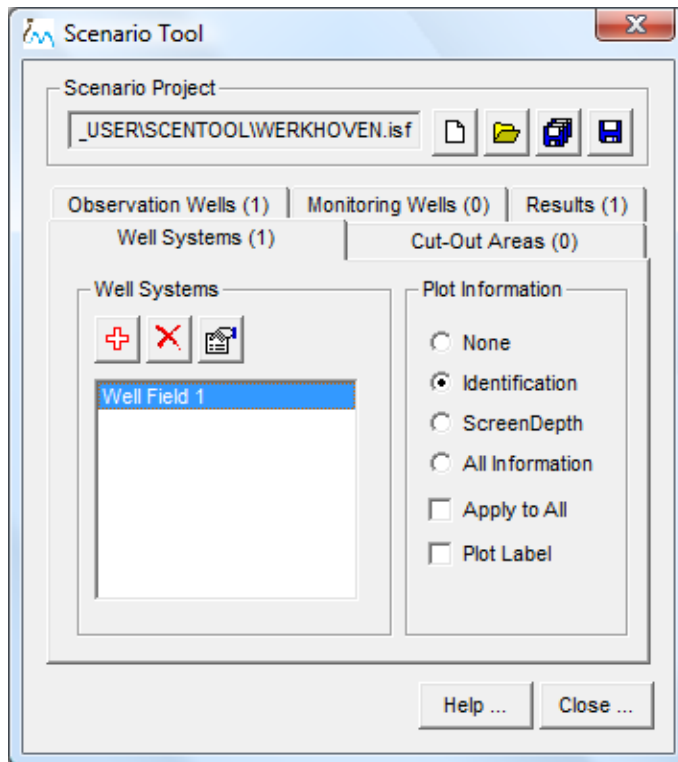 Scenario Tool
Scenario Project
_USER\SCENTOOL\WERKHOVEN.isf
Observation Wells (1) Monitoring Wells (0) Results (1)
Well Systems (1) Cut-Out Areas (0)
Well Systems
Well Field 1
Plot Information
None
Identification
ScreenDepth
All Information
Apply to All
Plot Label
Help ... Close ...